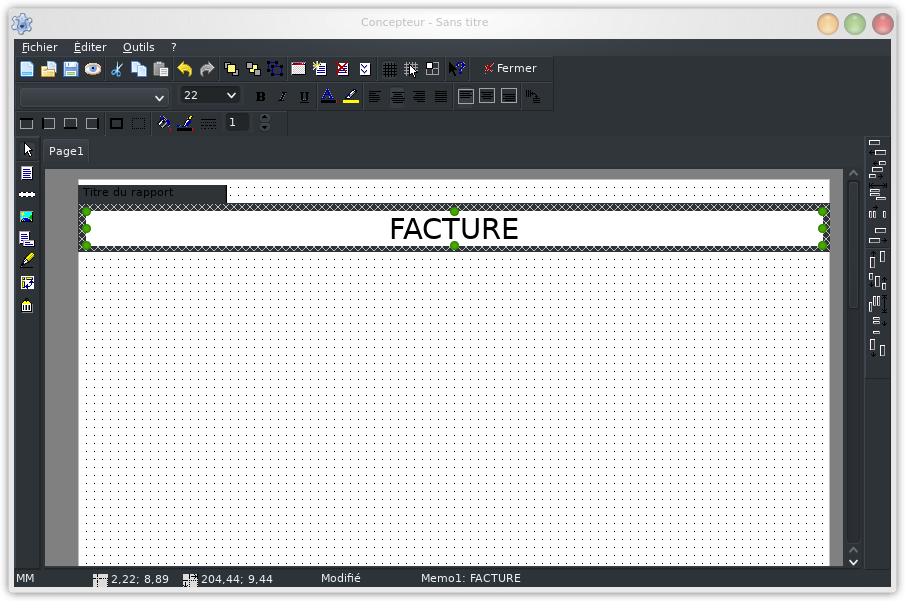 Concepteur - Sans titre
Fichier Èditer Outils ?
Fermer
22 B I U A
1
Page1
Titre du rapport
FACTURE
MM 2,22; 8,89 204,44; 9,44 Modifié Memo1: FACTURE